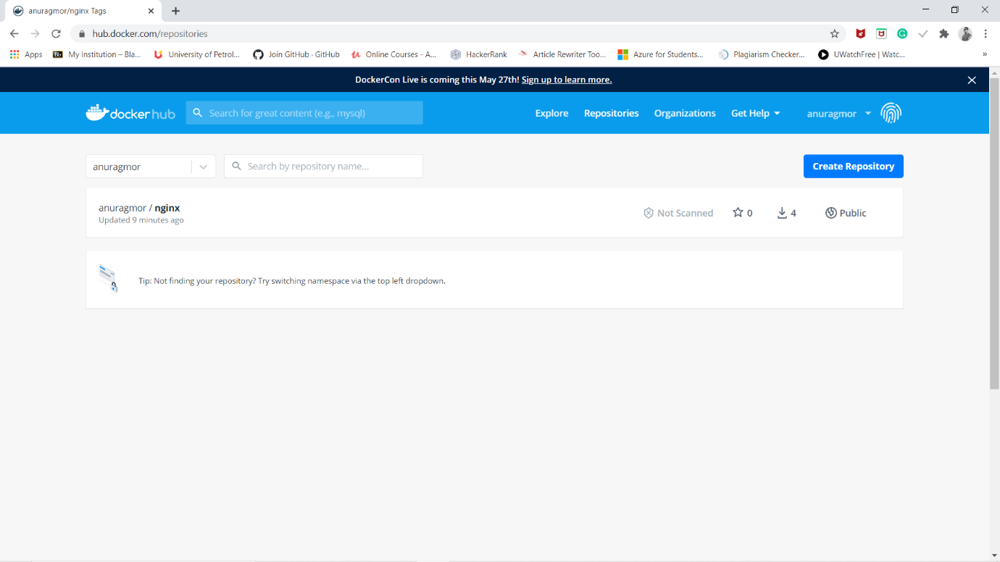 anuragmor/nginx Tags
hub.docker.com/repositories
Apps My Institution – Bla... University of Petrol... Join GitHub · GitHub Online Courses - A... HackerRank Article Rewriter Too... Azure for Students... Plagiarism Checker... UWatchFree | Watc... »
DockerCon Live is coming this May 27th! Sign up to learn more.
docker hub Search for great content (e.g., mysql) Explore Repositories Organizations Get Help anuragmor
anuragmor Search by repository name... Create Repository
anuragmor / nginx
Updated 9 minutes ago
Not Scanned 0 4 Public
Tip: Not finding your repository? Try switching namespace via the top left dropdown.